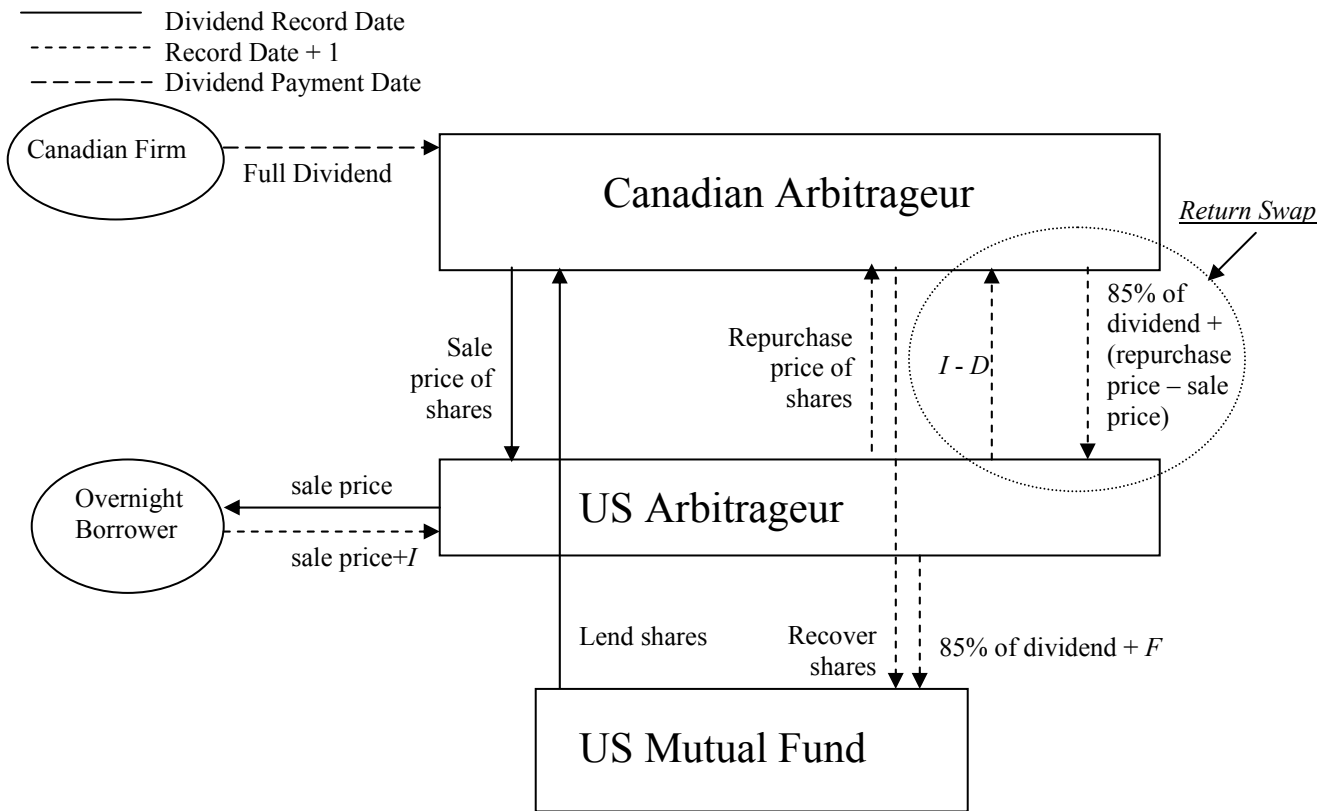 Dividend Record Date
Record Date + 1
Dividend Payment Date
Canadian Firm
Full Dividend
Canadian Arbitrageur
Return Swap
Sale
price of
shares
Repurchase
price of
shares
I - D
85% of
dividend +
(repurchase
price – sale
price)
Overnight
Borrower
sale price
sale price+I
US Arbitrageur
Lend shares
Recover
shares
85% of dividend + F
US Mutual Fund